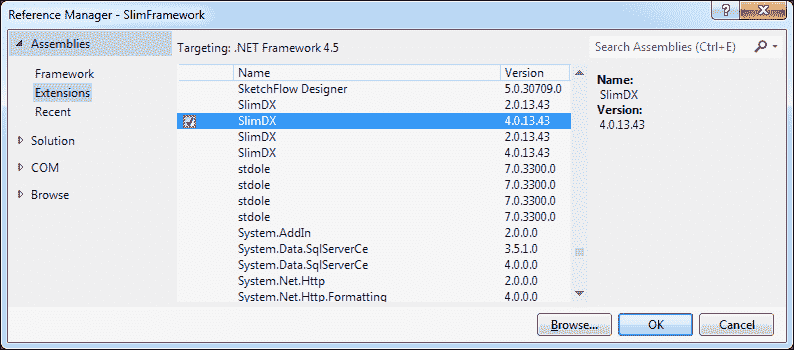 Reference Manager - SlimFramework
? X
Assemblies
Framework
Extensions
Recent
Solution
COM
Browse
Targeting: .NET Framework 4.5
Search Assemblies (Ctrl+E)
Name Version
SketchFlow Designer 5.0.30709.0
SlimDX 2.0.13.43
SlimDX 4.0.13.43
SlimDX 2.0.13.43
SlimDX 4.0.13.43
stdole 7.0.3300.0
stdole 7.0.3300.0
stdole 7.0.3300.0
stdole 7.0.3300.0
System.AddIn 2.0.0.0
System.Data.SqlServerCe 3.5.1.0
System.Data.SqlServerCe 4.0.0.0
System.Net.Http 2.0.0.0
System.Net.Http.Formatting 4.0.0.0
Name:
SlimDX
Version:
4.0.13.43
Browse...
OK
Cancel